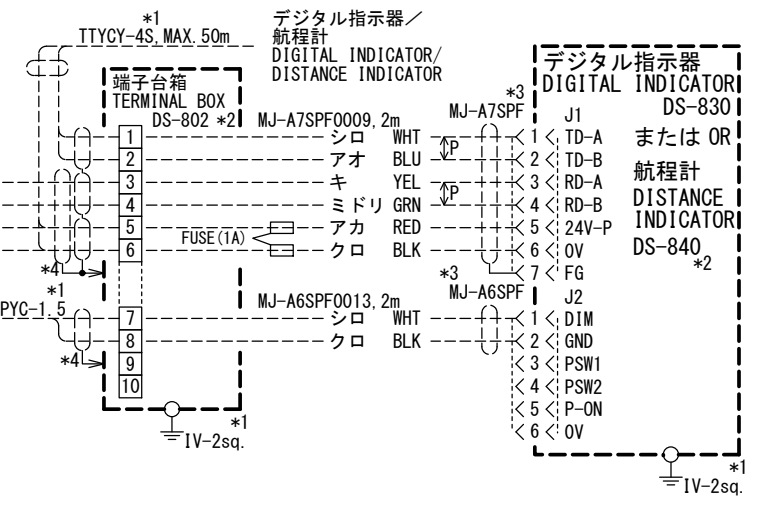 *1
TTYCY-4S, MAX. 50m
デジタル指示器／
航程計
DIGITAL INDICATOR/
DISTANCE INDICATOR
端子台箱
TERMINAL BOX
DS-802 *2
MJ-A7SPF0009, 2m
1 シロ WHT
2 アオ BLU
3 キ YEL
4 ミドリ GRN
5 アカ RED
6 クロ BLK
P
P
FUSE(1A)
*4
*1
PYC-1.5
MJ-A6SPF0013, 2m
7 シロ WHT
8 クロ BLK
*4
9
10
*1
IV-2sq.
*3
MJ-A7SPF
デジタル指示器
DIGITAL INDICATOR
DS-830
または OR
航程計
DISTANCE
INDICATOR
DS-840
*2
J1
1 TD-A
2 TD-B
3 RD-A
4 RD-B
5 24V-P
6 0V
7 FG
*3
MJ-A6SPF
J2
1 DIM
2 GND
3 PSW1
4 PSW2
5 P-ON
6 0V
*1
IV-2sq.